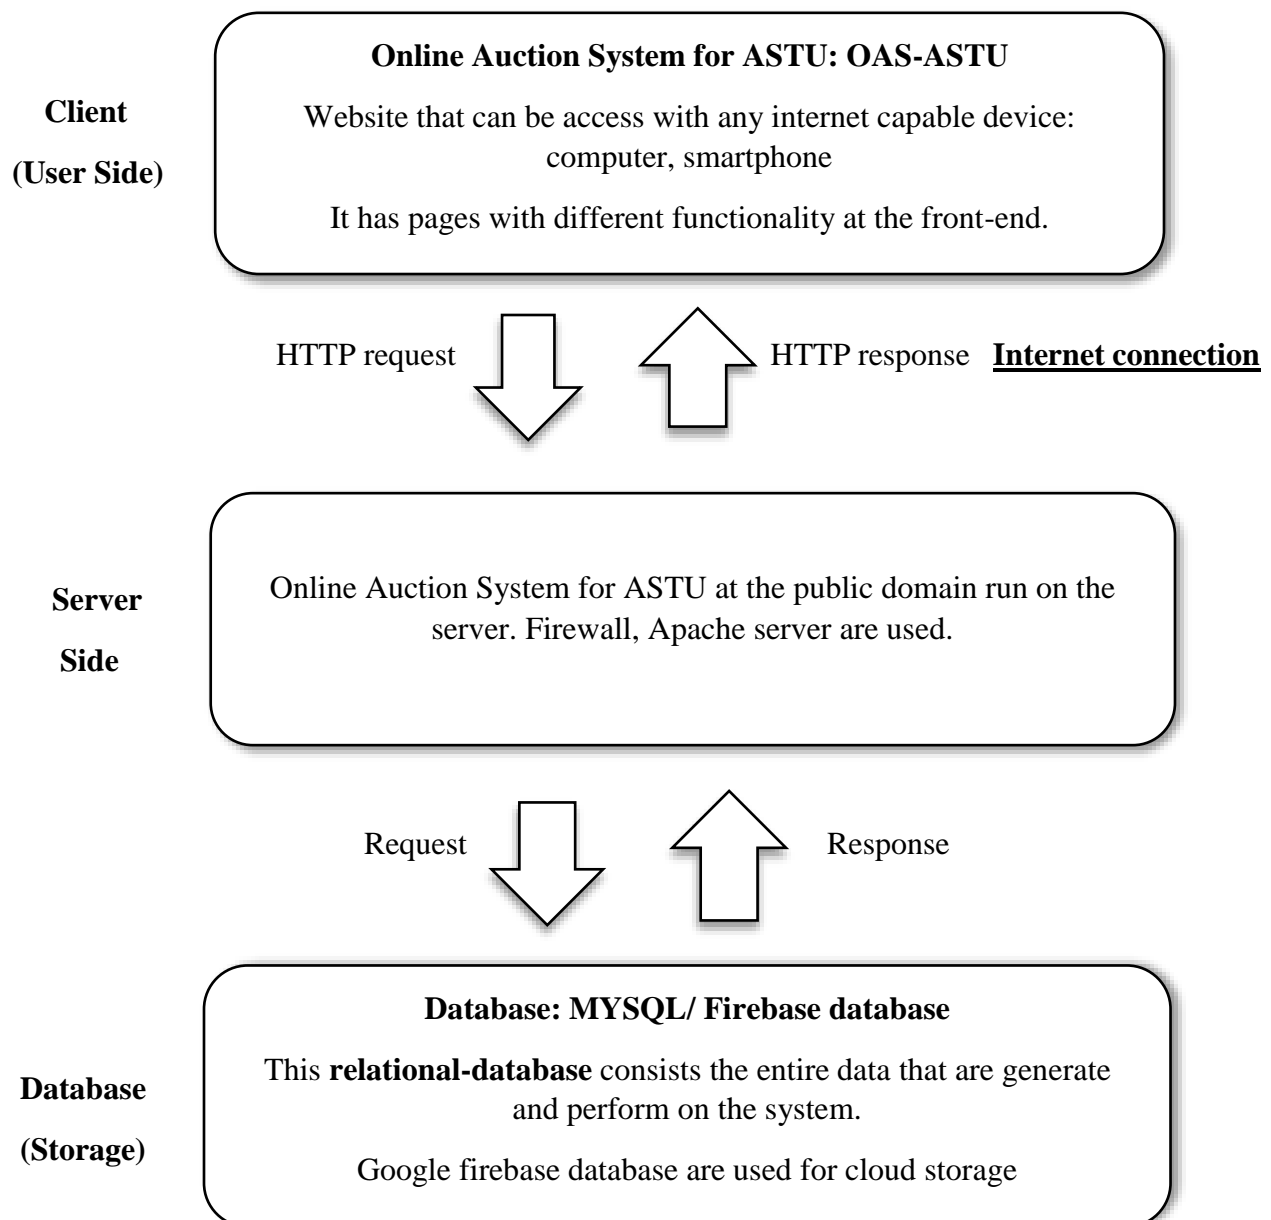 Online Auction System for ASTU: OAS-ASTU
Client
(User Side)
Website that can be access with any internet capable device:
computer, smartphone
It has pages with different functionality at the front-end.
HTTP request
HTTP response
Internet connection
Server
Side
Online Auction System for ASTU at the public domain run on the
server. Firewall, Apache server are used.
Request
Response
Database: MYSQL/ Firebase database
Database
(Storage)
This relational-database consists the entire data that are generate
and perform on the system.
Google firebase database are used for cloud storage